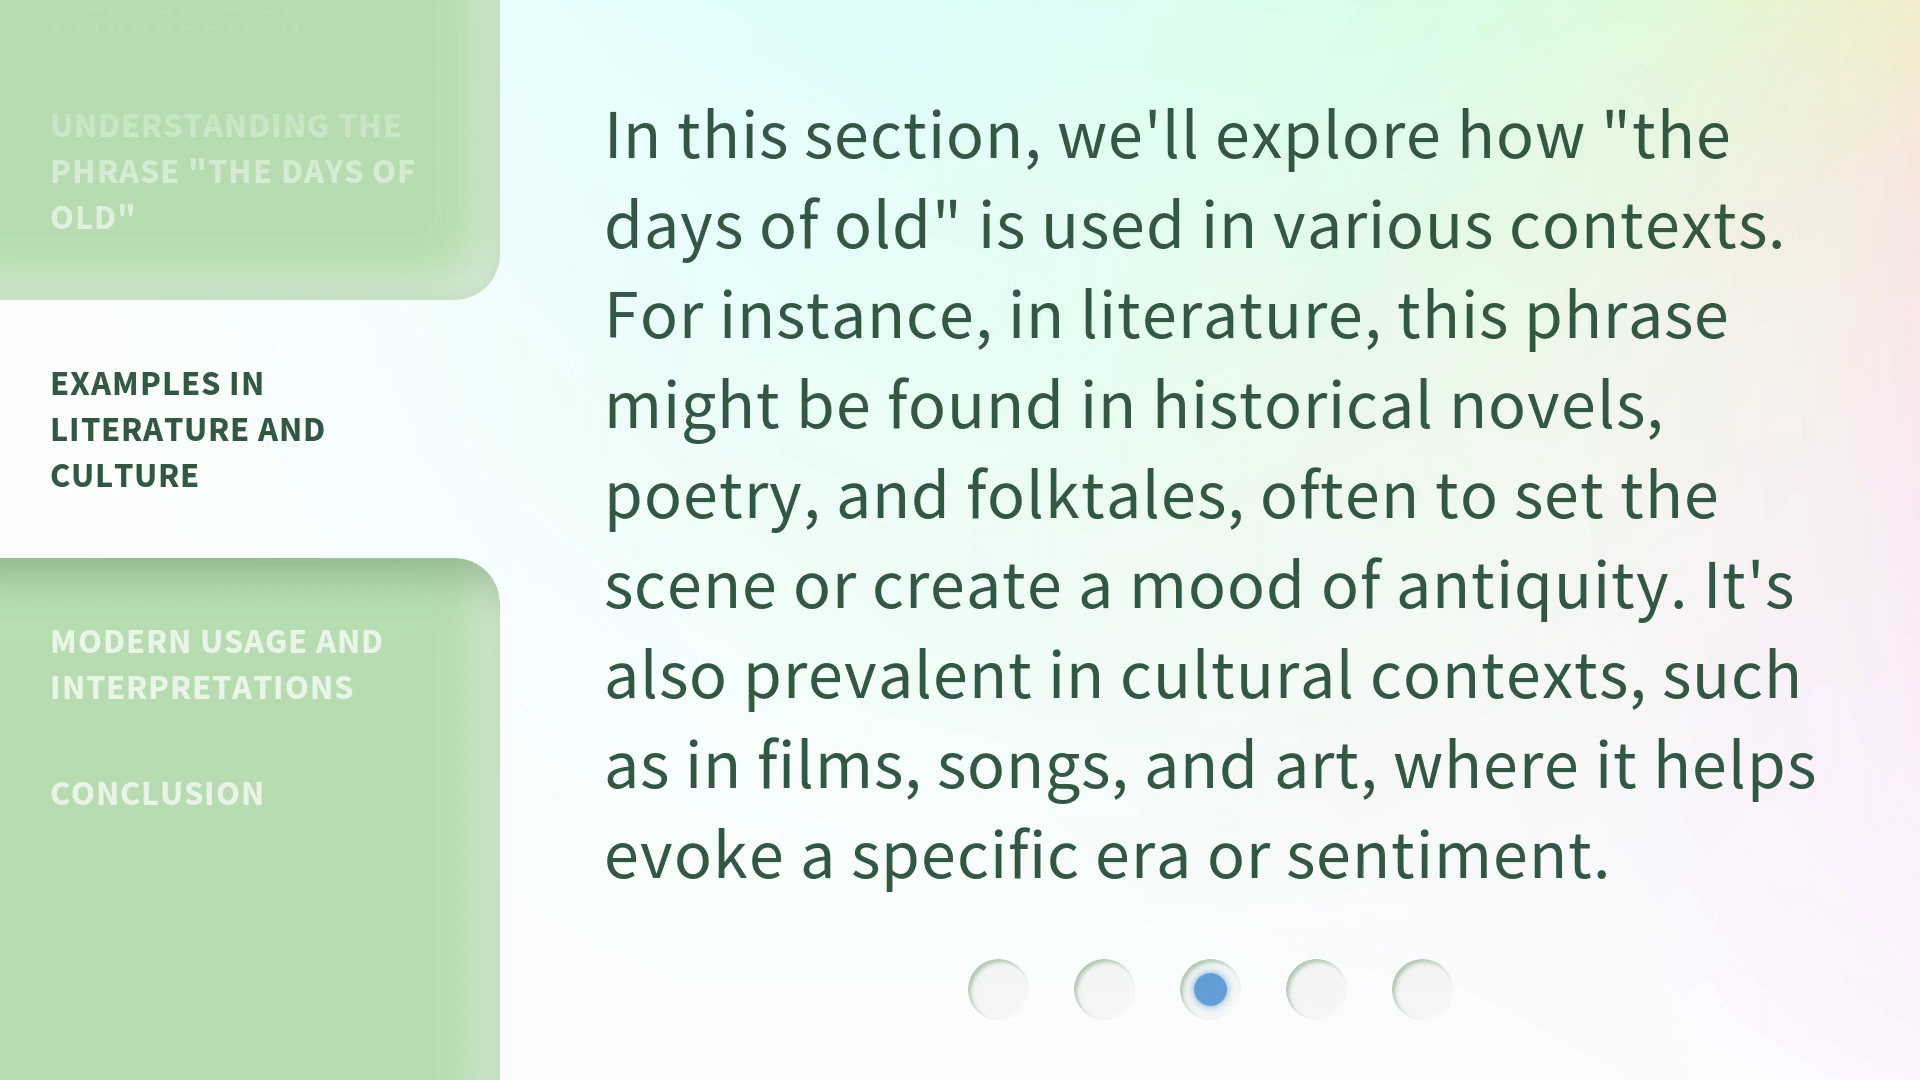 INTRODUCTION
UNDERSTANDING THE
PHRASE "THE DAYS OF
OLD"
EXAMPLES IN
LITERATURE AND
CULTURE
MODERN USAGE AND
INTERPRETATIONS
CONCLUSION
In this section, we'll explore how "the
days of old" is used in various contexts.
For instance, in literature, this phrase
might be found in historical novels,
poetry, and folktales, often to set the
scene or create a mood of antiquity. It's
also prevalent in cultural contexts, such
as in films, songs, and art, where it helps
evoke a specific era or sentiment.